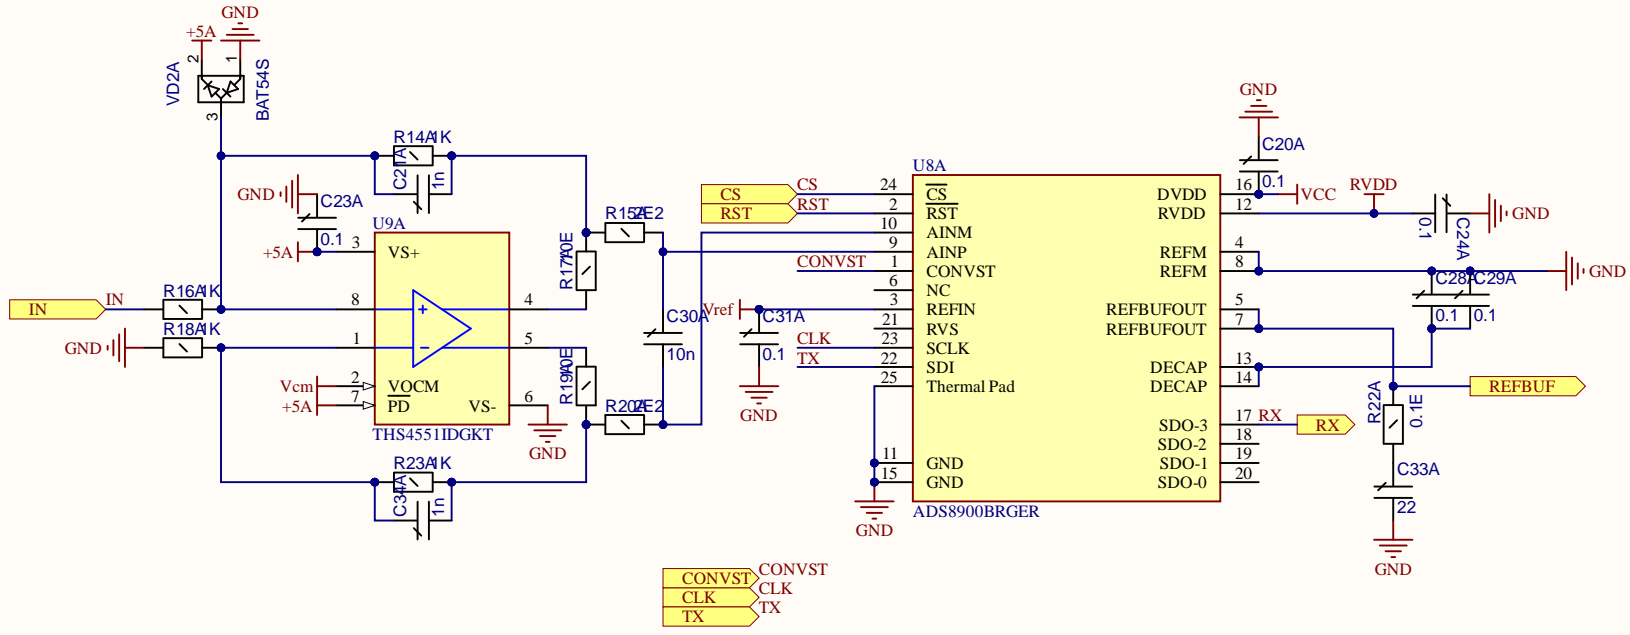 GND
+5A
2
1
VD2A
BAT54S
3
R14A 1K
C21A
1n
GND
C23A
0.1
+5A
U9A
3
VS+
IN
IN
R16A 1K
8
4
GND
R18A 1K
1
5
Vcm
2
VOCM
+5A
7
PD
VS-
6
GND
THS4551IDGKT
R23A 1K
C34A
1n
R15A 2E2
R17A 10E
R19A 10E
R20A 2E2
C30A
10n
Vref
C31A
0.1
GND
CS
CS
RST
RST
CONVST
CLK
TX
U8A
24
CS
2
RST
10
AINM
9
AINP
1
CONVST
6
NC
3
REFIN
21
RVS
23
SCLK
22
SDI
25
Thermal Pad
11
GND
15
GND
GND
ADS8900BRGER
DVDD
16
RVDD
12
REFM
4
REFM
8
REFBUFOUT
5
REFBUFOUT
7
DECAP
13
DECAP
14
SDO-3
17
SDO-2
18
SDO-1
19
SDO-0
20
GND
C20A
0.1
VCC
RVDD
0.1
C24A
GND
GND
C28A
C29A
0.1
0.1
REFBUF
R22A
0.1E
RX
RX
C33A
22
GND
CONVST
CONVST
CLK
CLK
TX
TX